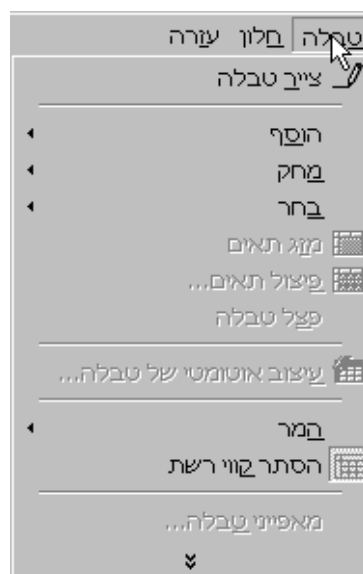 טבלה חלון עזרה
צייר טבלה
הוסף
מחק
בחר
מזג תאים
פיצול תאים...
פצל טבלה
עיצוב אוטומטי של טבלה...
המר
הסתר קווי רשת
מאפייני טבלה...